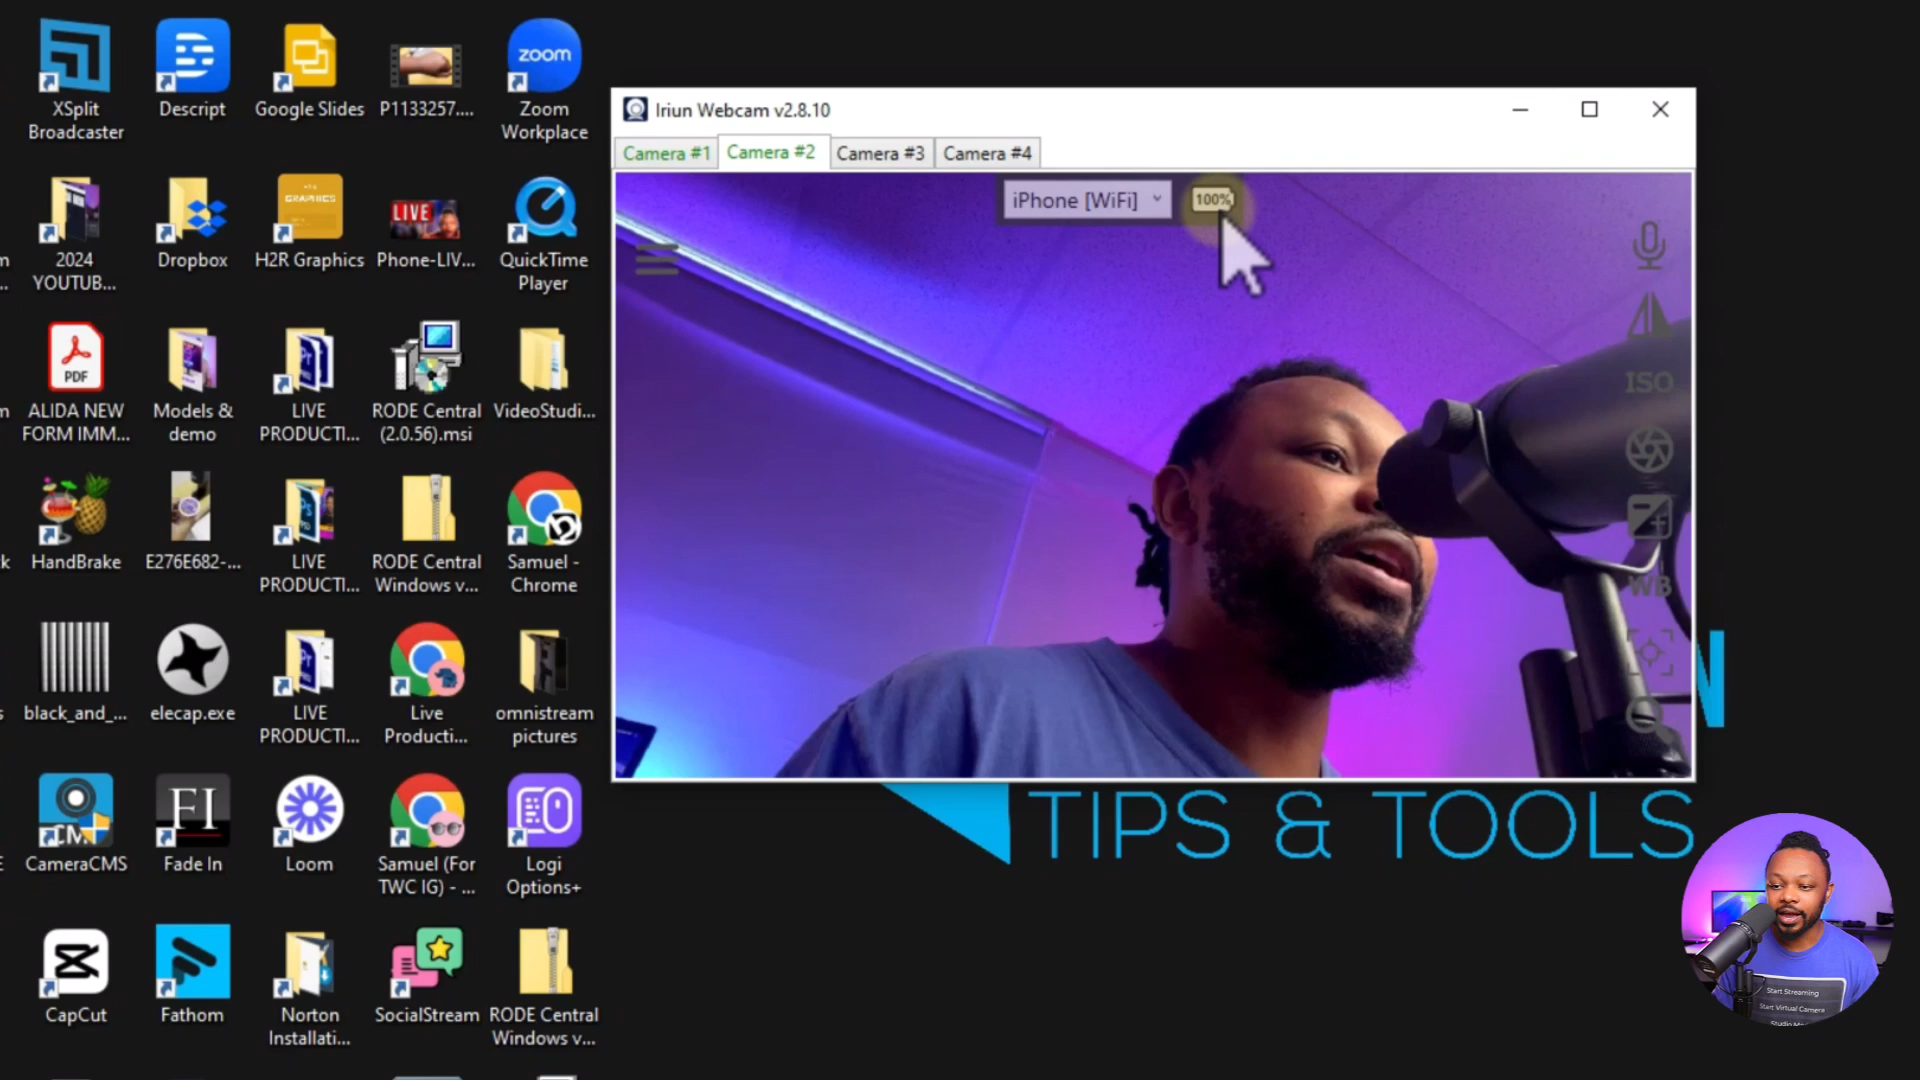 XSplit
Broadcaster
Descript
Google Slides
P1133257....
zoom
Zoom
Workplace
2024
YOUTUB...
Dropbox
GRAPHICS
H2R Graphics
LIVE
Phone-LIV...
QuickTime
Player
PDF
ALIDA NEW
FORM IMM...
Models &
demo
LIVE
PRODUCTI...
RODE Central
(2.0.56).msi
VideoStudi...
HandBrake
E276E682-...
LIVE
PRODUCTI...
RODE Central
Windows v...
Samuel -
Chrome
black_and_...
elecap.exe
LIVE
PRODUCTI...
Live
Producti...
omnistream
pictures
CameraCMS
FI
Fade In
Loom
Samuel (For
TWC IG) - ...
Logi
Options+
CapCut
Fathom
Norton
Installati...
SocialStream
RODE Central
Windows v...
Iriun Webcam v2.8.10
Camera #1
Camera #2
Camera #3
Camera #4
iPhone [WiFi]
100%
ISO
WB
TIPS & TOOLS
Start Streaming
Start Virtual Camera